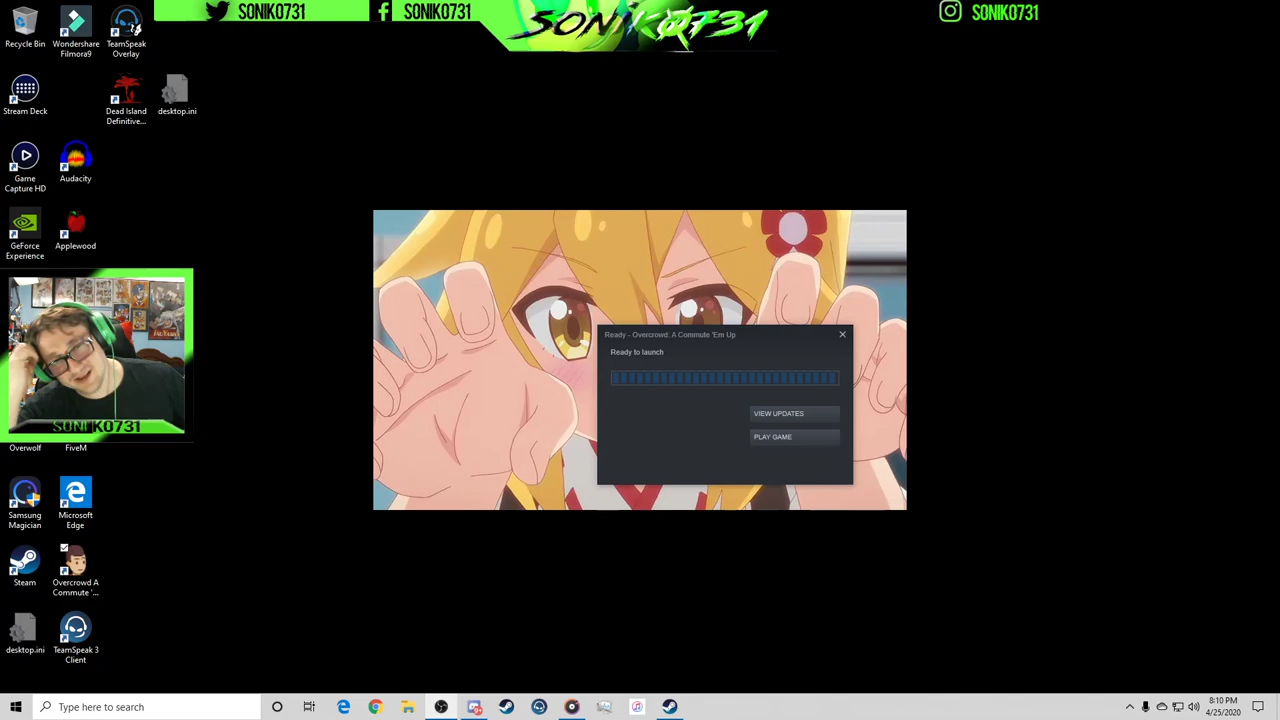 SONIK0731
SONIK0731
SONIK0731
SONIK0731
Recycle Bin
Wondershare
Filmora9
TeamSpeak
Overlay
Stream Deck
Dead Island
Definitive...
desktop.ini
Game
Capture HD
Audacity
GeForce
Experience
Applewood
SONIK0731
Overwolf
FiveM
Ready - Overcrowd: A Commute 'Em Up
Ready to launch
VIEW UPDATES
PLAY GAME
Samsung
Magician
Microsoft
Edge
Steam
Overcrowd A
Commute '...
desktop.ini
TeamSpeak 3
Client
Type here to search
8:10 PM
4/25/2020